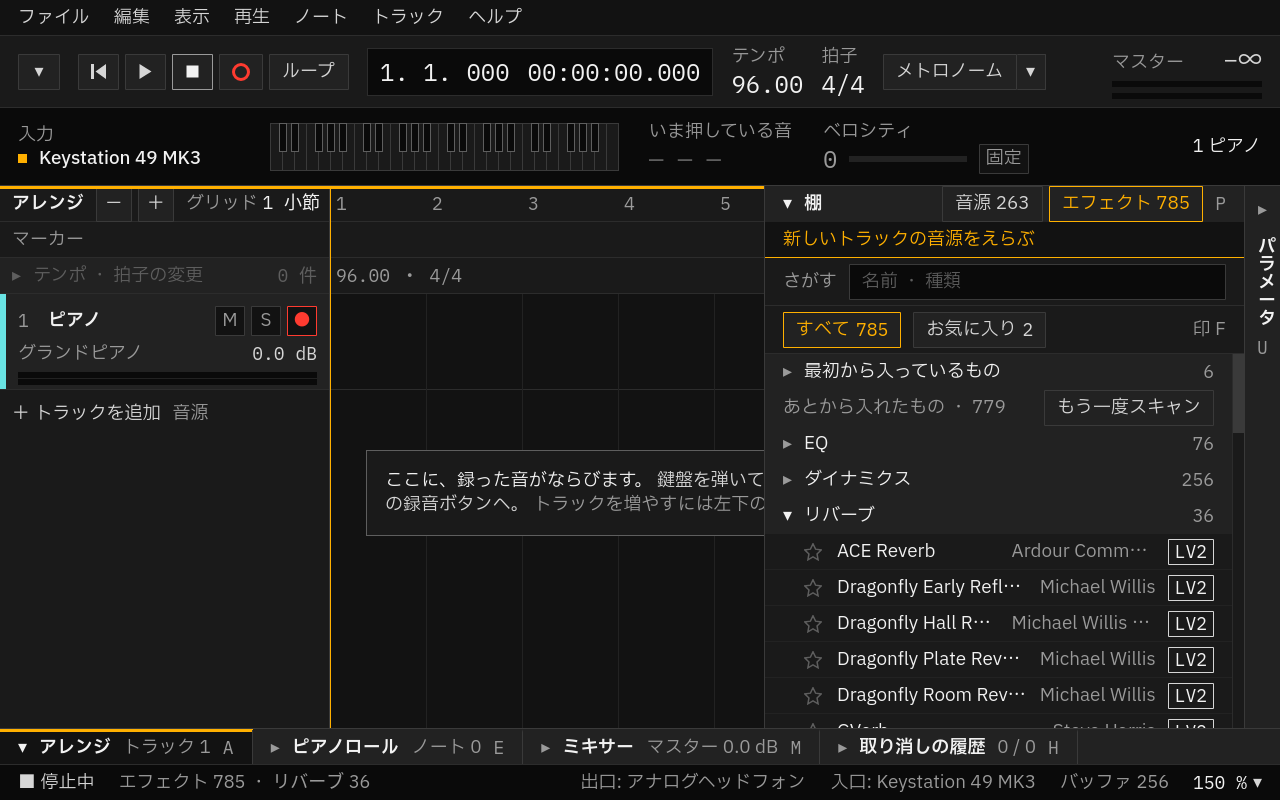 ファイル 編集 表示 再生 ノート トラック ヘルプ
ループ 1. 1. 000 00:00:00.000 テンポ 96.00 拍子 4/4 メトロノーム ▼ マスター −∞
入力 Keystation 49 MK3 いま押している音 — — — ベロシティ 0 固定 1 ピアノ
アレンジ − ＋ グリッド 1 小節 1 2 3 4 5
マーカー
▶ テンポ ・ 拍子の変更 0 件 96.00 • 4/4
1 ピアノ M S
グランドピアノ 0.0 dB
＋ トラックを追加 音源
ここに、録った音がならびます。 鍵盤を弾いて
の録音ボタンへ。 トラックを増やすには左下の
▼ 棚 音源 263 エフェクト 785 P
新しいトラックの音源をえらぶ
さがす 名前 ・ 種類
すべて 785 お気に入り 2 印 F
▶ 最初から入っているもの 6
あとから入れたもの ・ 779 もう一度スキャン
▶ EQ 76
▶ ダイナミクス 256
▼ リバーブ 36
ACE Reverb Ardour Comm… LV2
Dragonfly Early Refl… Michael Willis LV2
Dragonfly Hall R… Michael Willis … LV2
Dragonfly Plate Rev… Michael Willis LV2
Dragonfly Room Rev… Michael Willis LV2
▶ パラメータ U
▼ アレンジ トラック 1 A ▶ ピアノロール ノート 0 E ▶ ミキサー マスター 0.0 dB M ▶ 取り消しの履歴 0 / 0 H
停止中 エフェクト 785 ・ リバーブ 36 出口: アナログヘッドフォン 入口: Keystation 49 MK3 バッファ 256 150 % ▼